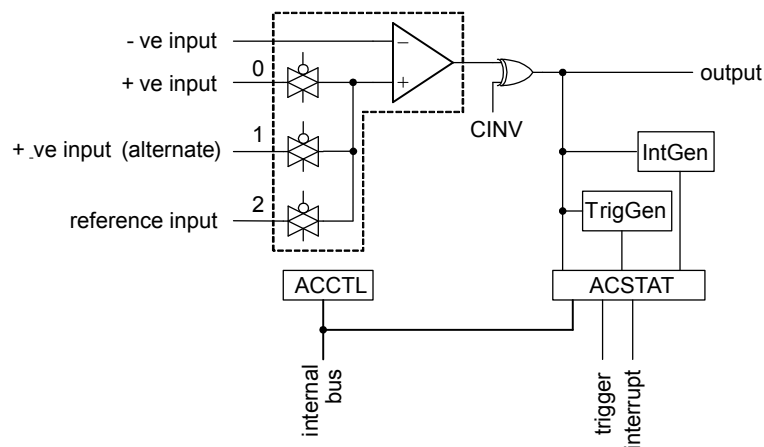 - ve input
0
+ ve input
output
CINV
1
+ ve input (alternate)
IntGen
2
reference input
TrigGen
ACCTL
ACSTAT
internal
bus
trigger
interrupt
−
+